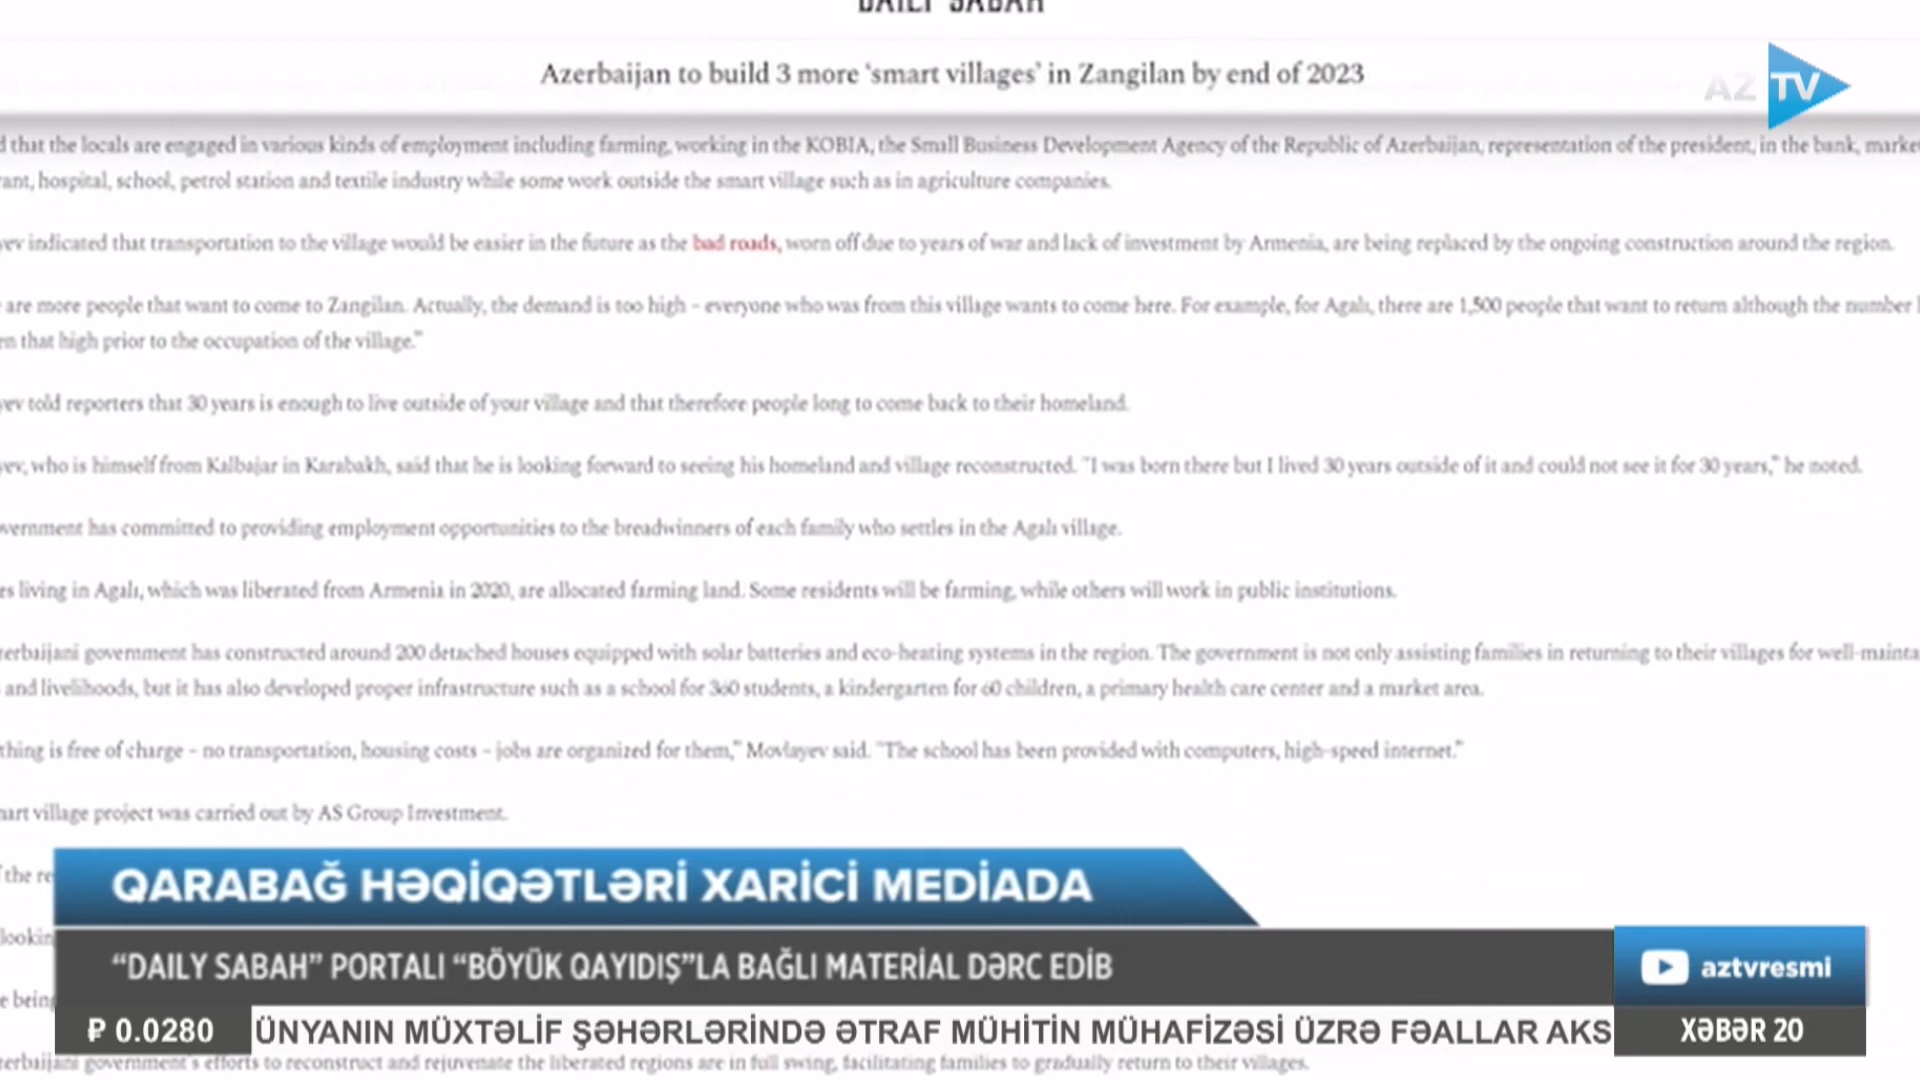 DAILY SABAH
Azerbaijan to build 3 more ‘smart villages’ in Zangilan by end of 2023
AZ TV
that the locals are engaged in various kinds of employment including farming, working in the KOBIA, the Small Business Development Agency of the Republic of Azerbaijan, representation of the president, in the bank, marke
ant, hospital, school, petrol station and textile industry while some work outside the smart village such as in agriculture companies.
yev indicated that transportation to the village would be easier in the future as the bad roads, worn off due to years of war and lack of investment by Armenia, are being replaced by the ongoing construction around the region.
are more people that want to come to Zangilan. Actually, the demand is too high – everyone who was from this village wants to come here. For example, for Agalı, there are 1,500 people that want to return although the number
en that high prior to the occupation of the village.”
yev told reporters that 30 years is enough to live outside of your village and that therefore people long to come back to their homeland.
yev, who is himself from Kalbajar in Karabakh, said that he is looking forward to seeing his homeland and village reconstructed. “I was born there but I lived 30 years outside of it and could not see it for 30 years,” he noted.
vernment has committed to providing employment opportunities to the breadwinners of each family who settles in the Agalı village.
es living in Agalı, which was liberated from Armenia in 2020, are allocated farming land. Some residents will be farming, while others will work in public institutions.
erbaijani government has constructed around 200 detached houses equipped with solar batteries and eco-heating systems in the region. The government is not only assisting families in returning to their villages for well-mainta
and livelihoods, but it has also developed proper infrastructure such as a school for 360 students, a kindergarten for 60 children, a primary health care center and a market area.
thing is free of charge – no transportation, housing costs – jobs are organized for them,” Movlayev said. “The school has been provided with computers, high-speed internet.”
art village project was carried out by AS Group Investment.
the re
QARABAĞ HƏQİQƏTLƏRİ XARİCİ MEDİADA
lookin
“DAILY SABAH” PORTALI “BÖYÜK QAYIDIŞ”LA BAĞLI MATERİAL DƏRC EDİB
aztvresmi
e being
₽ 0.0280
ÜNYANIN MÜXTƏLİF ŞƏHƏRLƏRİNDƏ ƏTRAF MÜHİTİN MÜHAFİZƏSİ ÜZRƏ FƏALLAR AKS
XƏBƏR 20
erbaijani government’s efforts to reconstruct and rejuvenate the liberated regions are in full swing, facilitating families to gradually return to their villages.